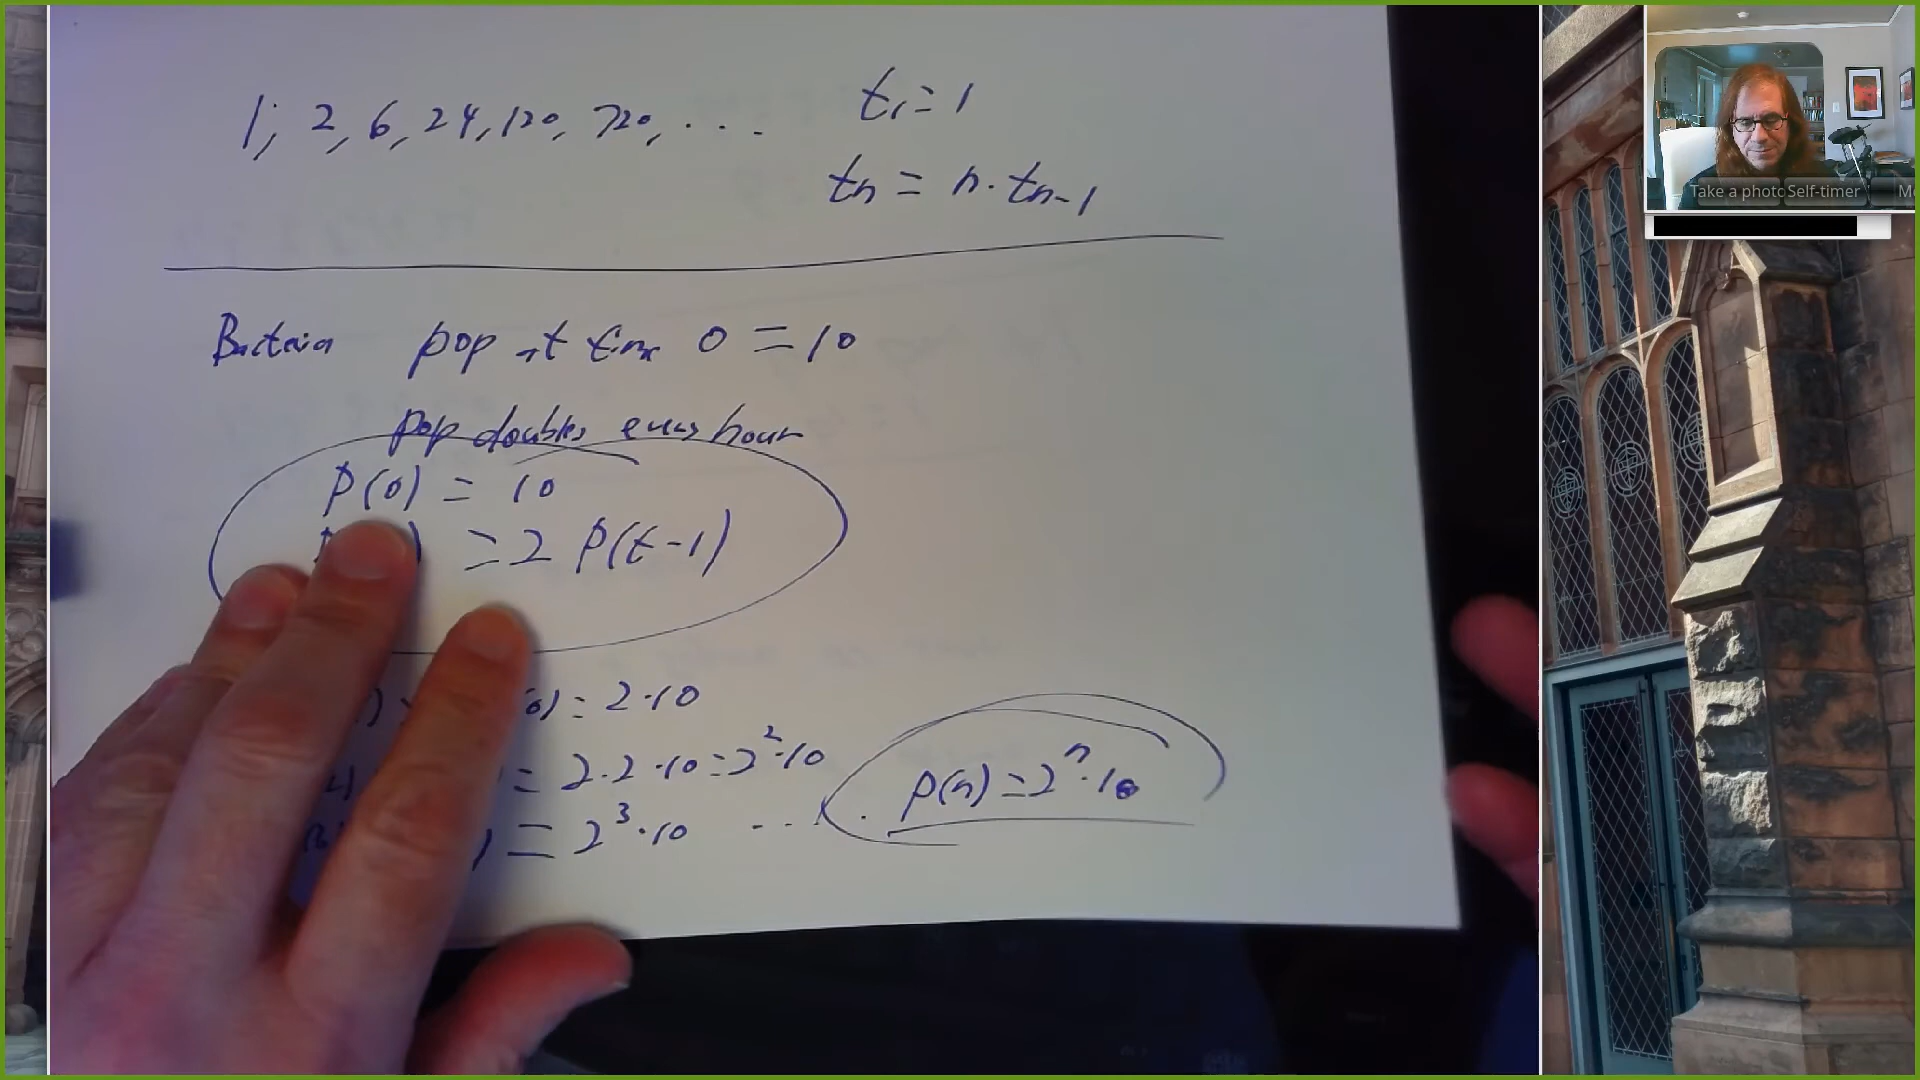 1, 2, 6, 24, 120, 720, ...
t₁ = 1
tₙ = n · tₙ₋₁
Bacteria pop at time 0 = 10
pop doubles every hour
P(0) = 10
= 2 P(t-1)
0) = 2·10
= 2·2·10 = 2²·10
) = 2³·10 ....
P(n) = 2ⁿ·10
Take a photo Self-timer